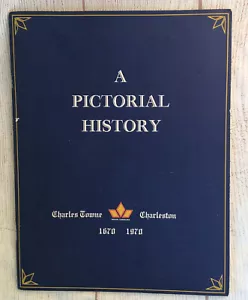 A
PICTORIAL
HISTORY
Charles Towne Charleston
1670 1970